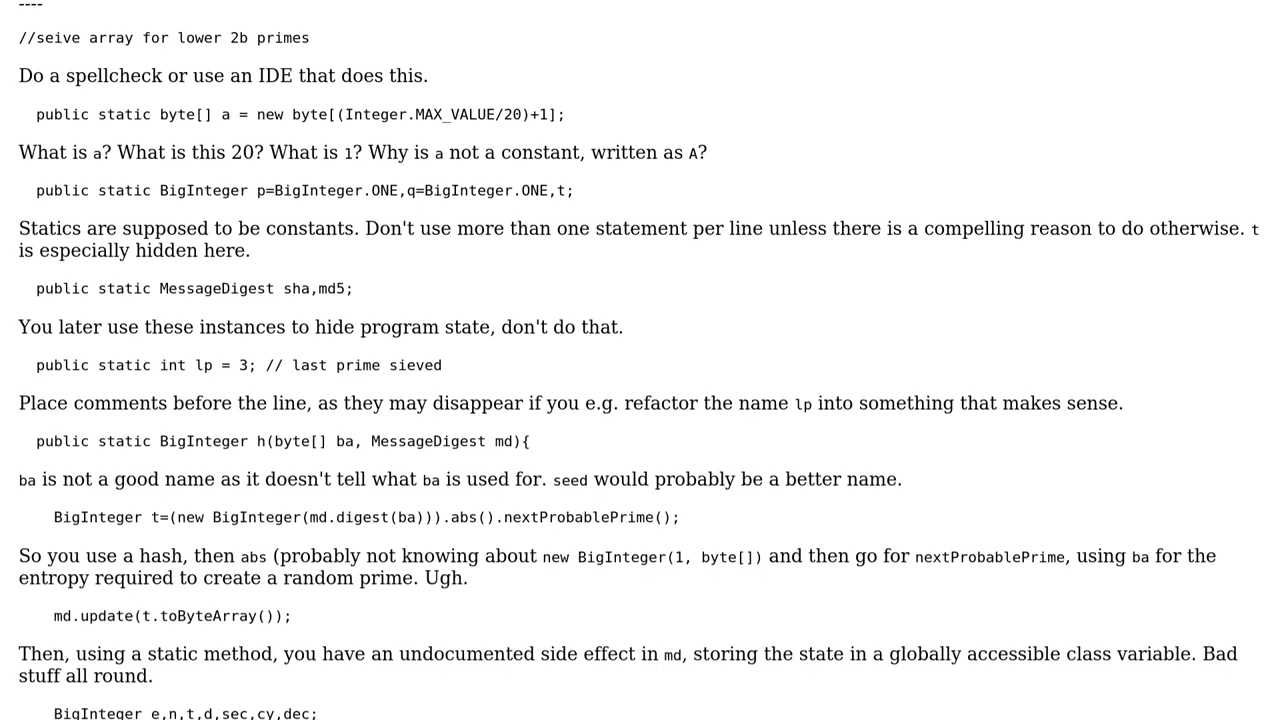 ----
//seive array for lower 2b primes
Do a spellcheck or use an IDE that does this.
public static byte[] a = new byte[(Integer.MAX_VALUE/20)+1];
What is a? What is this 20? What is 1? Why is a not a constant, written as A?
public static BigInteger p=BigInteger.ONE,q=BigInteger.ONE,t;
Statics are supposed to be constants. Don't use more than one statement per line unless there is a compelling reason to do otherwise. t
is especially hidden here.
public static MessageDigest sha,md5;
You later use these instances to hide program state, don't do that.
public static int lp = 3; // last prime sieved
Place comments before the line, as they may disappear if you e.g. refactor the name lp into something that makes sense.
public static BigInteger h(byte[] ba, MessageDigest md){
ba is not a good name as it doesn't tell what ba is used for. seed would probably be a better name.
BigInteger t=(new BigInteger(md.digest(ba))).abs().nextProbablePrime();
So you use a hash, then abs (probably not knowing about new BigInteger(1, byte[]) and then go for nextProbablePrime, using ba for the
entropy required to create a random prime. Ugh.
md.update(t.toByteArray());
Then, using a static method, you have an undocumented side effect in md, storing the state in a globally accessible class variable. Bad
stuff all round.
BigInteger e,n,t,d,sec,cy,dec;